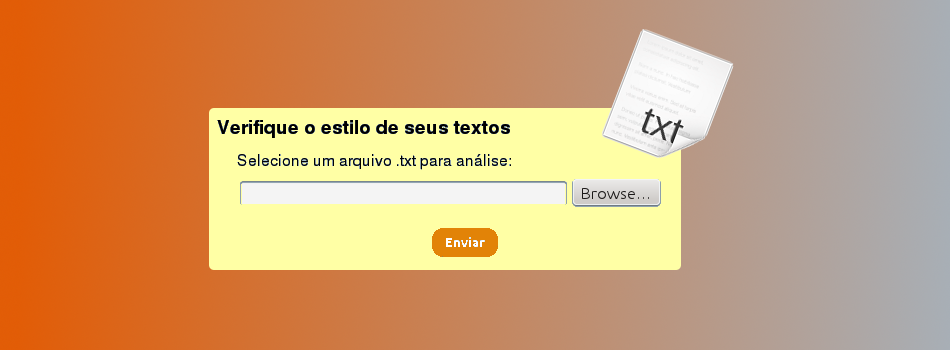 Verifique o estilo de seus textos
Selecione um arquivo .txt para análise:
Browse...
Enviar
txt